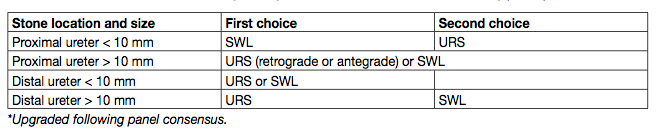 Stone location and size First choice Second choice
Proximal ureter < 10 mm SWL URS
Proximal ureter > 10 mm URS (retrograde or antegrade) or SWL
Distal ureter < 10 mm URS or SWL
Distal ureter > 10 mm URS SWL
*Upgraded following panel consensus.